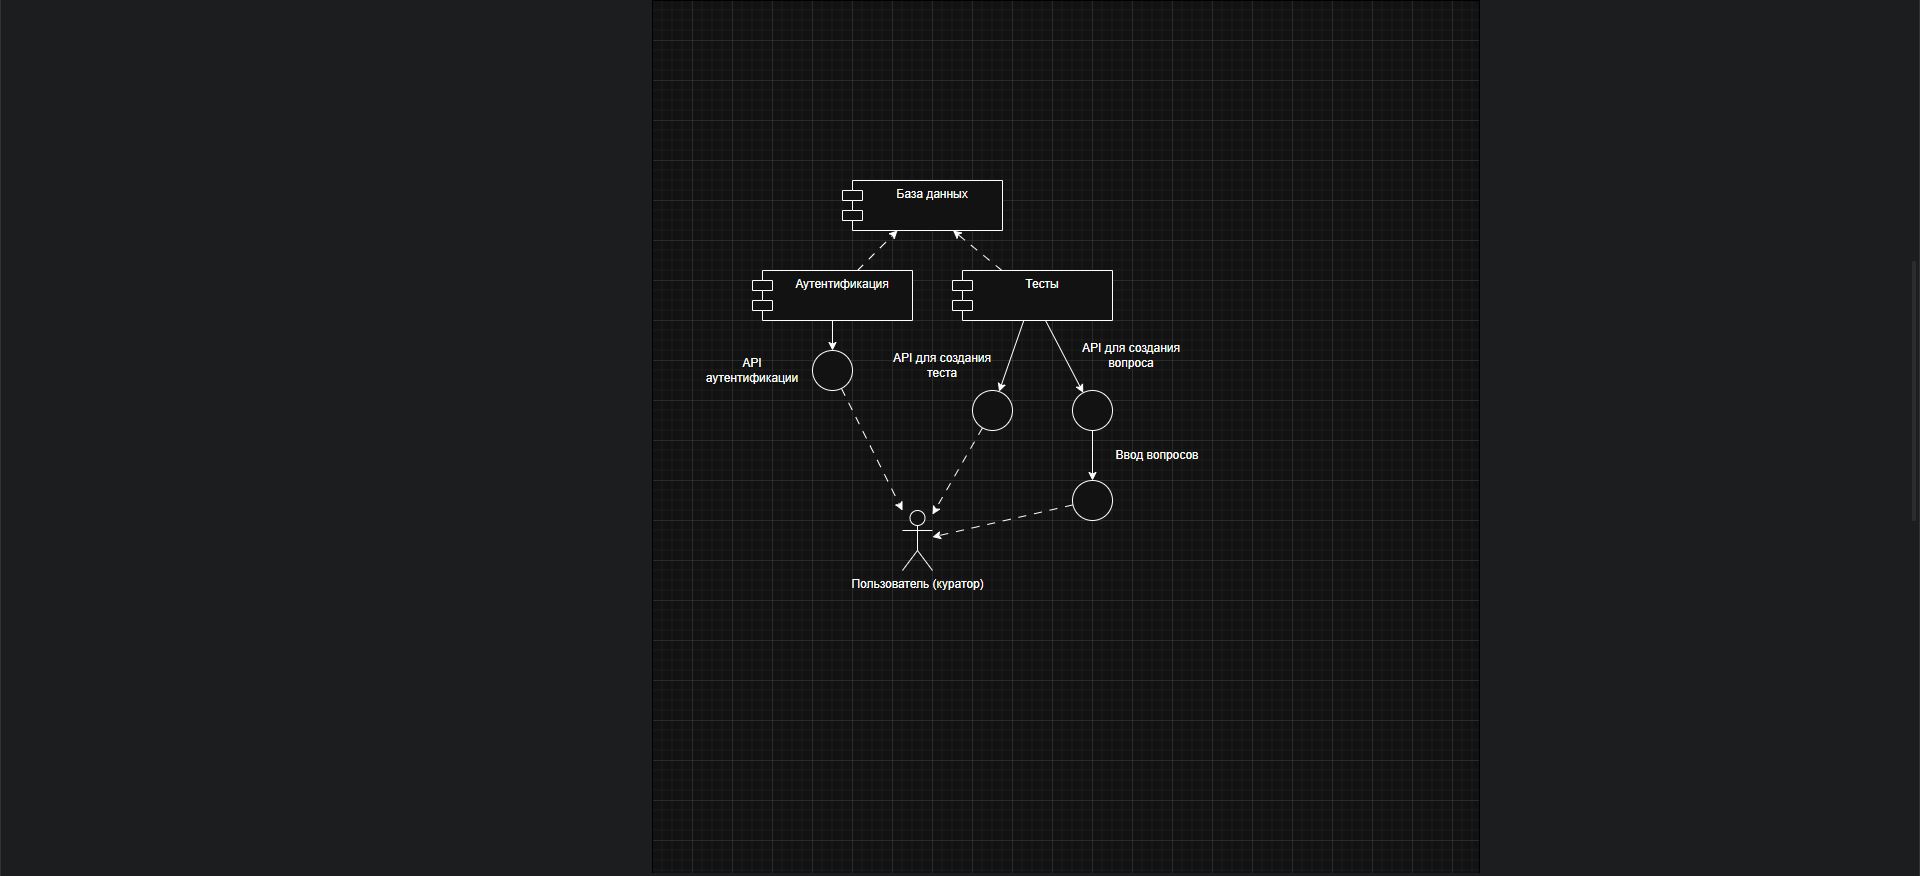 База данных
Аутентификация
Тесты
API для создания
вопроса
API для создания
теста
API
аутентификации
Ввод вопросов
Пользователь (куратор)